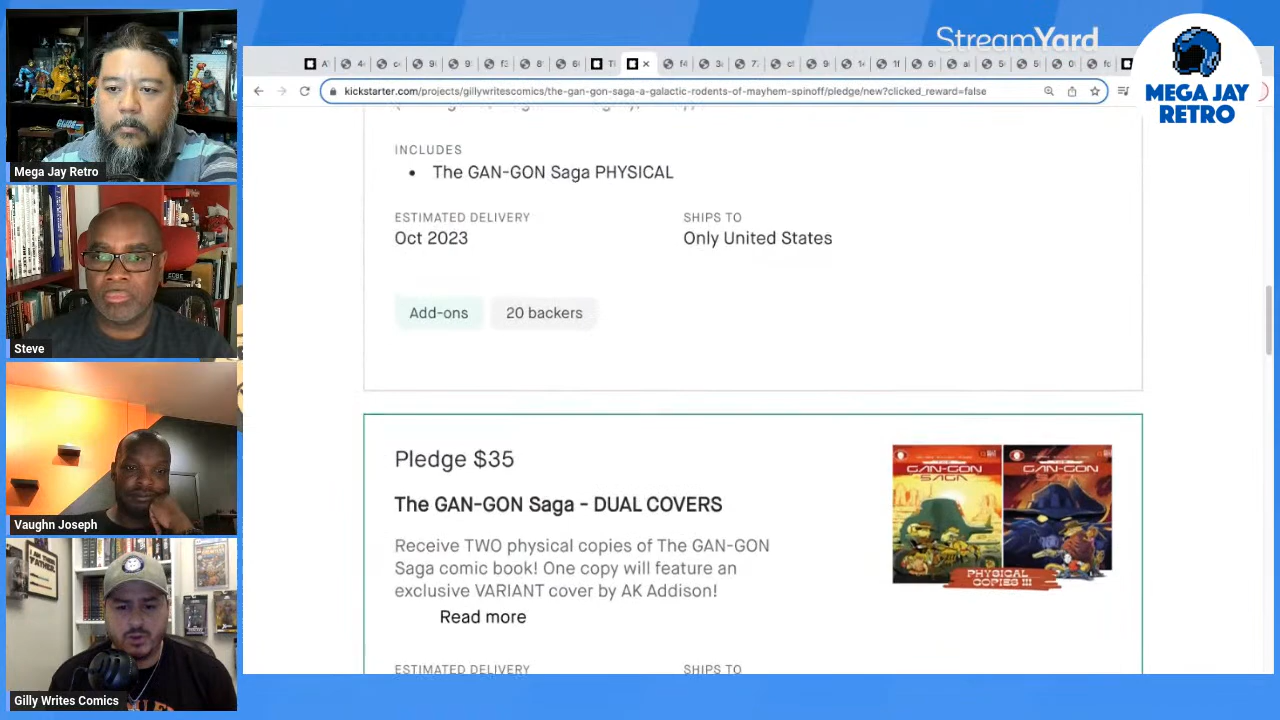 StreamYard
MEGA JAY
RETRO
kickstarter.com/projects/gillywritescomics/the-gan-gon-saga-a-galactic-rodents-of-mayhem-spinoff/pledge/new?clicked_reward=false
INCLUDES
The GAN-GON Saga PHYSICAL
ESTIMATED DELIVERY
SHIPS TO
Oct 2023
Only United States
Add-ons
20 backers
Pledge $35
The GAN-GON Saga - DUAL COVERS
Receive TWO physical copies of The GAN-GON
Saga comic book! One copy will feature an
exclusive VARIANT cover by AK Addison!
Read more
GAN-GON
SAGA
GAN-GON
SAGA
PHYSICAL
COPIES !!!
ESTIMATED DELIVERY
SHIPS TO
Mega Jay Retro
Steve
Vaughn Joseph
Gilly Writes Comics